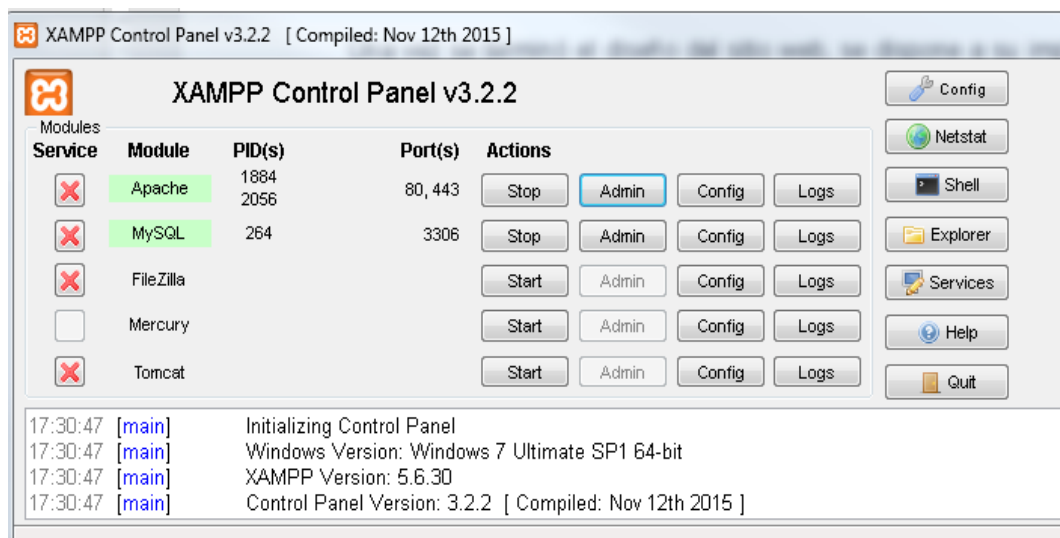 XAMPP Control Panel v3.2.2 [ Compiled: Nov 12th 2015 ]
XAMPP Control Panel v3.2.2
Config
Modules
Service Module PID(s) Port(s) Actions
Netstat
Apache 1884 2056 80, 443 Stop Admin Config Logs
Shell
MySQL 264 3306 Stop Admin Config Logs
Explorer
FileZilla Start Admin Config Logs
Services
Mercury Start Admin Config Logs
Help
Tomcat Start Admin Config Logs
Quit
17:30:47 [main] Initializing Control Panel
17:30:47 [main] Windows Version: Windows 7 Ultimate SP1 64-bit
17:30:47 [main] XAMPP Version: 5.6.30
17:30:47 [main] Control Panel Version: 3.2.2 [ Compiled: Nov 12th 2015 ]